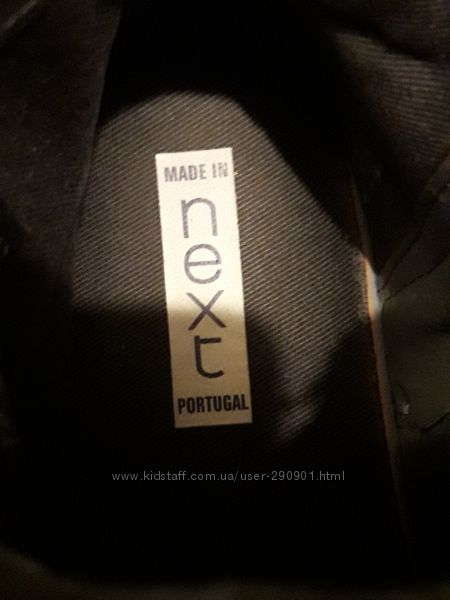 MADE IN
next
PORTUGAL
www.kidstaff.com.ua/user-290901.html